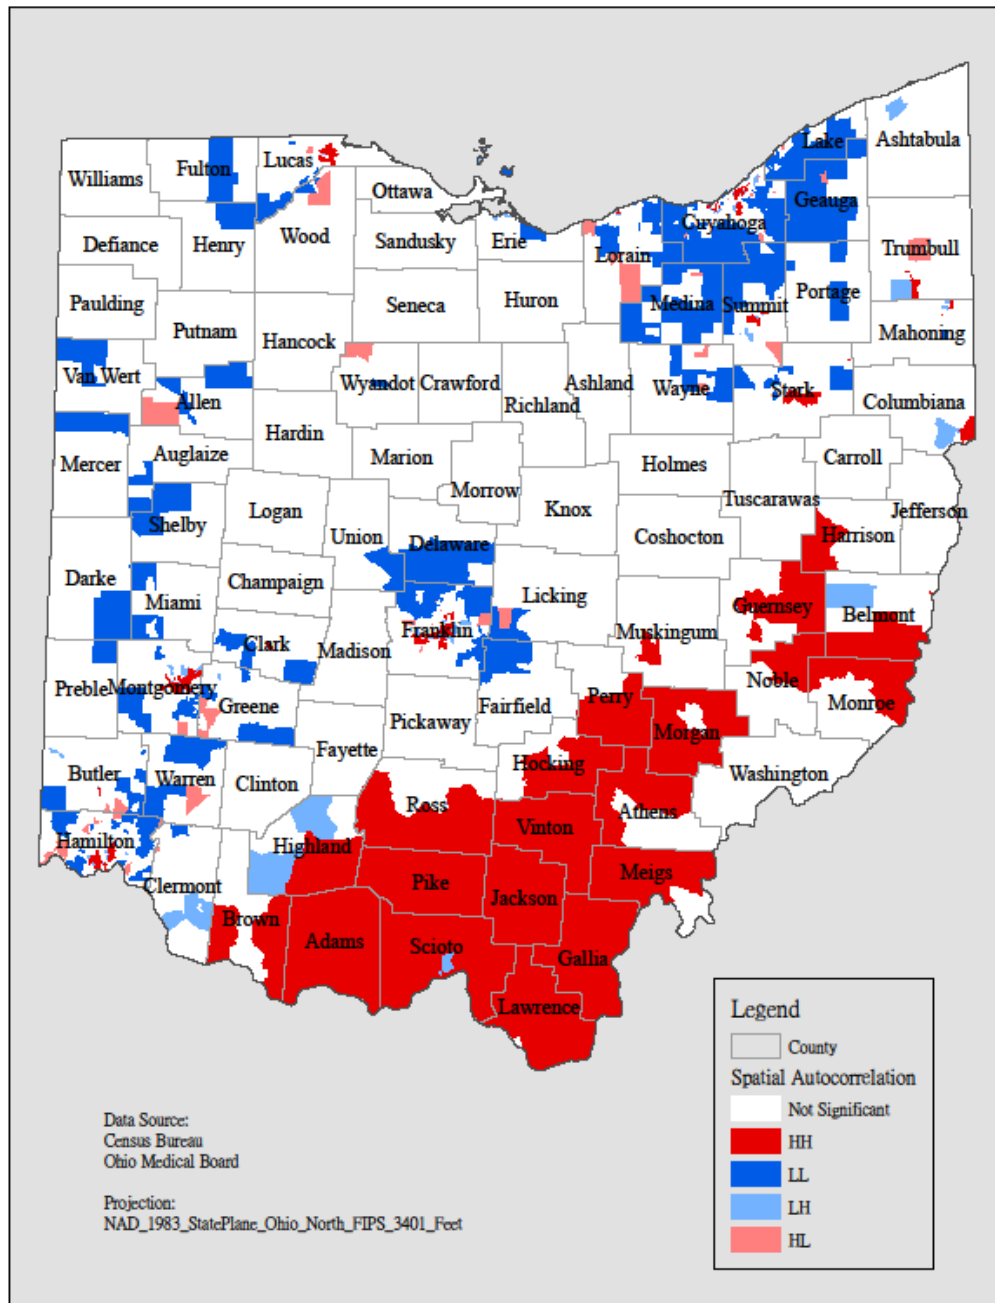 Ashtabula
Lake
Lucas
Fulton
Williams
Ottawa
Geauga
Cuyahoga
Wood
Defiance
Henry
Sandusky
Erie
Lorain
Trumbull
Paulding
Seneca
Huron
Medina
Summit
Portage
Putnam
Hancock
Mahoning
Van Wert
Wyandot
Crawford
Ashland
Wayne
Stark
Allen
Richland
Columbiana
Hardin
Auglaize
Marion
Mercer
Holmes
Carroll
Morrow
Tuscarawas
Logan
Knox
Jefferson
Shelby
Union
Delaware
Coshocton
Harrison
Darke
Champaign
Licking
Miami
Guernsey
Belmont
Franklin
Muskingum
Clark
Madison
Preble
Montgomery
Noble
Perry
Greene
Fairfield
Monroe
Pickaway
Morgan
Fayette
Hocking
Butler
Warren
Clinton
Washington
Ross
Athens
Vinton
Hamilton
Highland
Meigs
Pike
Clermont
Jackson
Brown
Adams
Scioto
Gallia
Lawrence
Legend
County
Spatial Autocorrelation
Not Significant
HH
LL
LH
HL
Data Source:
Census Bureau
Ohio Medical Board
Projection:
NAD_1983_StatePlane_Ohio_North_FIPS_3401_Feet